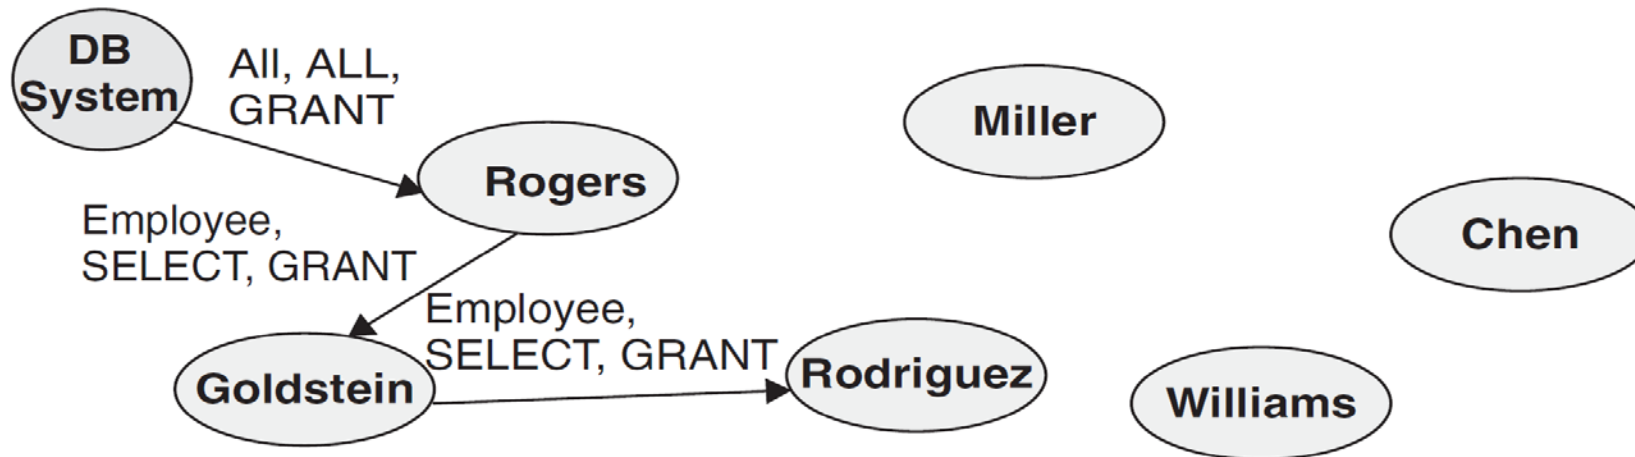 DB
System
All, ALL,
GRANT
Miller
Rogers
Employee,
SELECT, GRANT
Chen
Employee,
SELECT, GRANT
Goldstein
Rodriguez
Williams